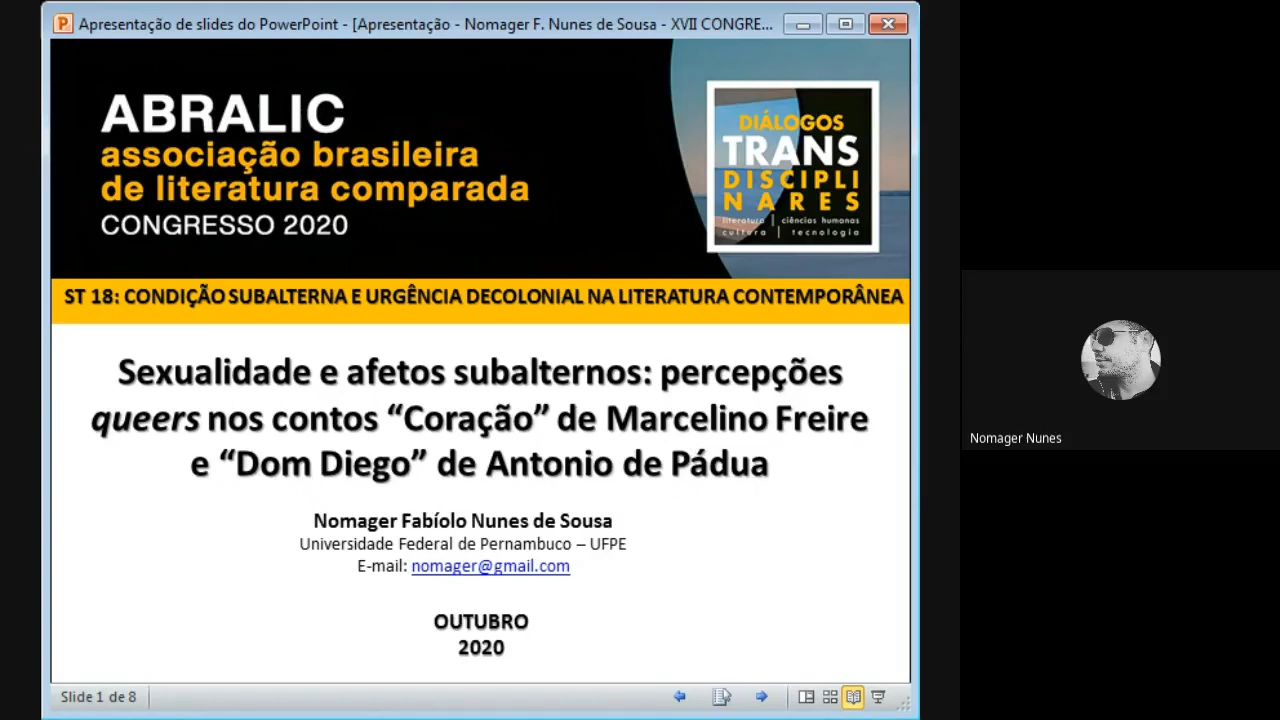 Apresentação de slides do PowerPoint - [Apresentação - Nomager F. Nunes de Sousa - XVII CONGRE...
ABRALIC
associação brasileira
de literatura comparada
CONGRESSO 2020
DIÁLOGOS
TRANS
DISCIPLI
NARES
literatura | ciências humanas
cultura | tecnologia
ST 18: CONDIÇÃO SUBALTERNA E URGÊNCIA DECOLONIAL NA LITERATURA CONTEMPORÂNEA
Sexualidade e afetos subalternos: percepções
queers nos contos “Coração” de Marcelino Freire
e “Dom Diego” de Antonio de Pádua
Nomager Fabíolo Nunes de Sousa
Universidade Federal de Pernambuco – UFPE
E-mail: nomager@gmail.com
OUTUBRO
2020
Slide 1 de 8
Nomager Nunes